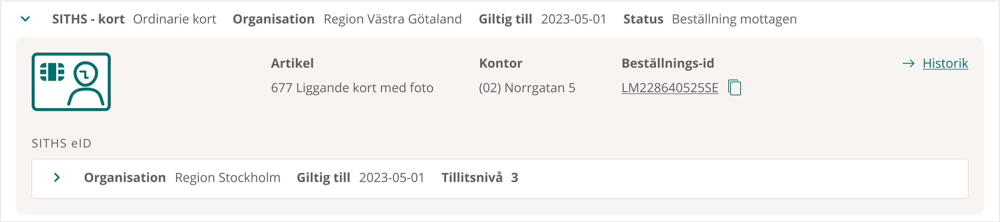 SITHS - kort Ordinarie kort Organisation Region Västra Götaland Giltig till 2023-05-01 Status Beställning mottagen
Artikel Kontor Beställnings-id Historik
677 Liggande kort med foto (02) Norrgatan 5 LM228640525SE
SITHS eID
Organisation Region Stockholm Giltig till 2023-05-01 Tillitsnivå 3